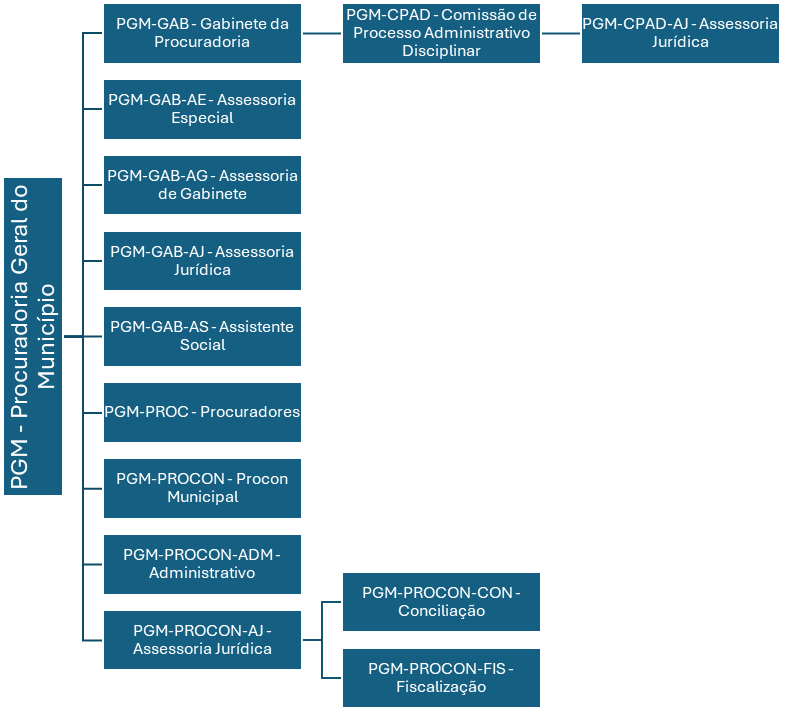 PGM - Procuradoria Geral do
Município
PGM-GAB - Gabinete da
Procuradoria
PGM-CPAD - Comissão de
Processo Administrativo
Disciplinar
PGM-CPAD-AJ - Assessoria
Jurídica
PGM-GAB-AE - Assessoria
Especial
PGM-GAB-AG - Assessoria
de Gabinete
PGM-GAB-AJ - Assessoria
Jurídica
PGM-GAB-AS - Assistente
Social
PGM-PROC - Procuradores
PGM-PROCON - Procon
Municipal
PGM-PROCON-ADM -
Administrativo
PGM-PROCON-AJ -
Assessoria Jurídica
PGM-PROCON-CON -
Conciliação
PGM-PROCON-FIS -
Fiscalização